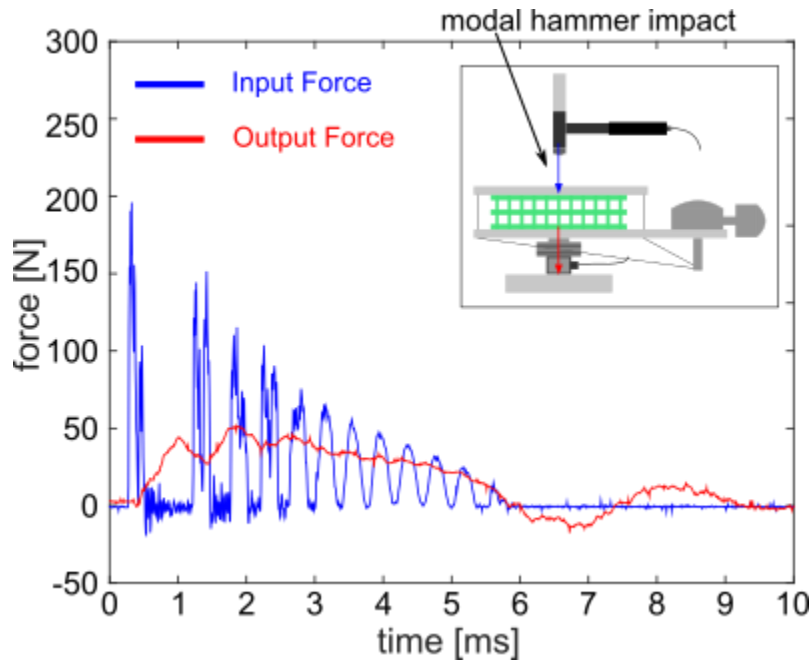 modal hammer impact
300
250
200
150
100
50
0
-50
force [N]
Input Force
Output Force
0 1 2 3 4 5 6 7 8 9 10
time [ms]